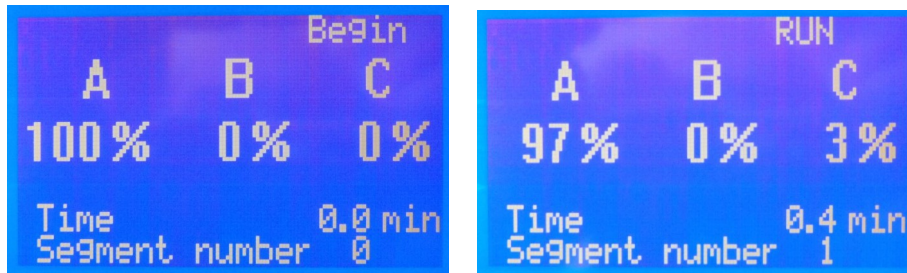 Begin
A B C
100% 0% 0%
Time 0.0 min
Segment number 0
RUN
A B C
97% 0% 3%
Time 0.4 min
Segment number 1